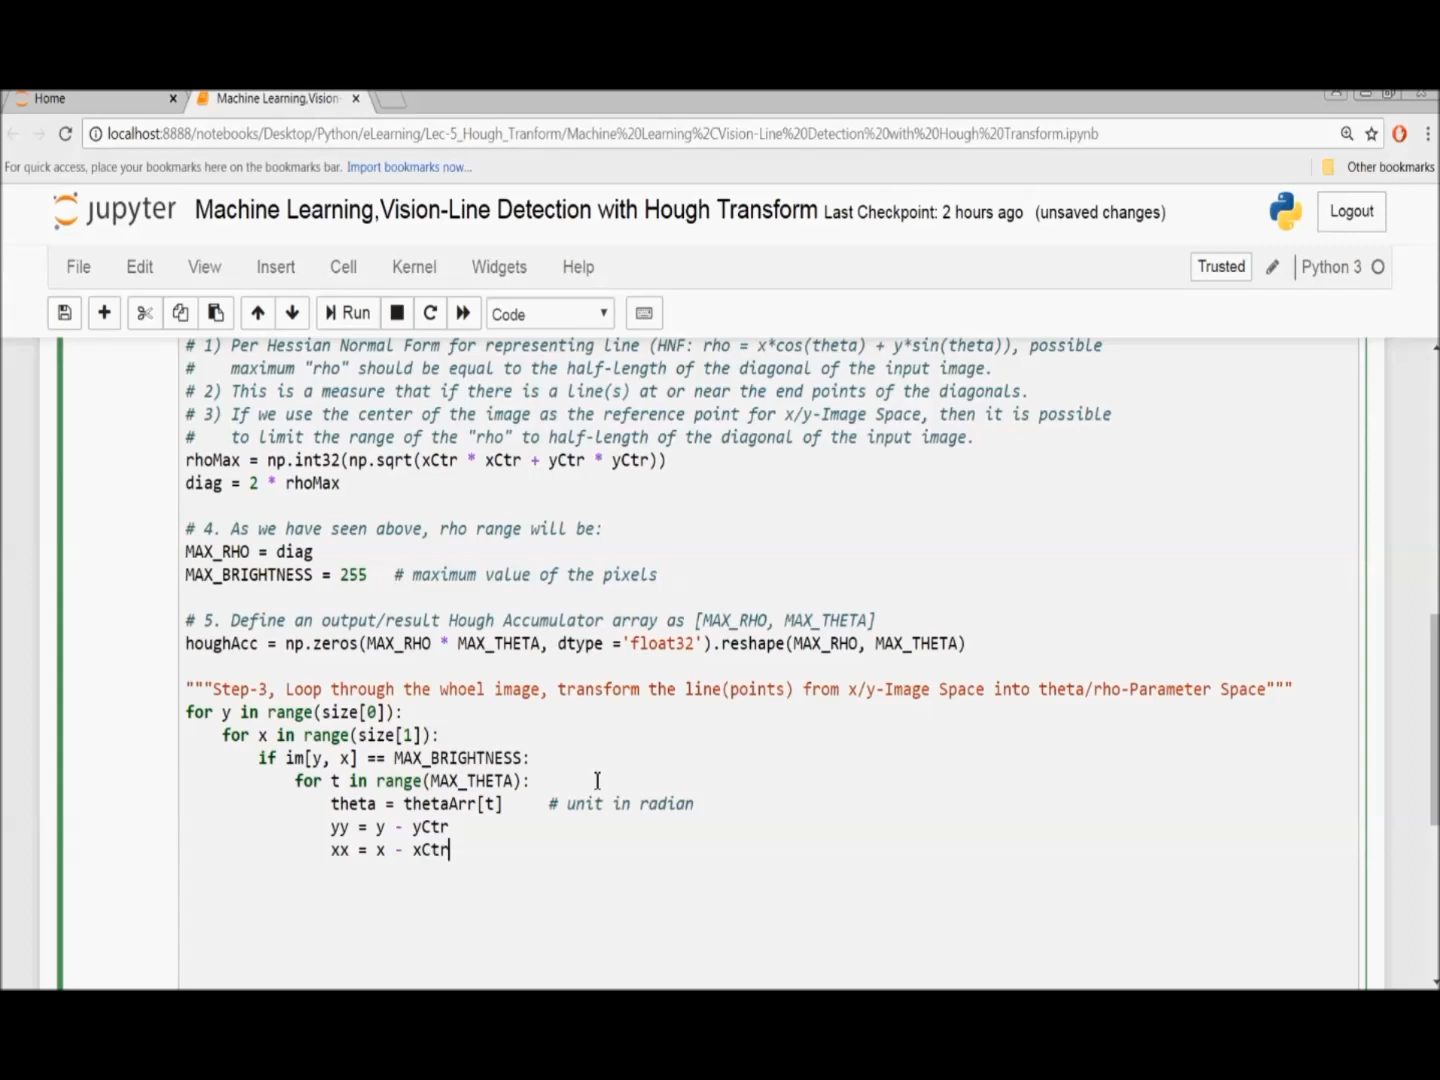 Home
Machine Learning,Vision-
localhost:8888/notebooks/Desktop/Python/eLearning/Lec-5_Hough_Tranform/Machine%20Learning%2CVision-Line%20Detection%20with%20Hough%20Transform.ipynb
For quick access, place your bookmarks here on the bookmarks bar. Import bookmarks now...
Other bookmarks
jupyter Machine Learning,Vision-Line Detection with Hough Transform Last Checkpoint: 2 hours ago (unsaved changes)
Logout
File Edit View Insert Cell Kernel Widgets Help
Trusted Python 3
Run Code
# 1) Per Hessian Normal Form for representing line (HNF: rho = x*cos(theta) + y*sin(theta)), possible
# maximum "rho" should be equal to the half-length of the diagonal of the input image.
# 2) This is a measure that if there is a line(s) at or near the end points of the diagonals.
# 3) If we use the center of the image as the reference point for x/y-Image Space, then it is possible
# to limit the range of the "rho" to half-length of the diagonal of the input image.
rhoMax = np.int32(np.sqrt(xCtr * xCtr + yCtr * yCtr))
diag = 2 * rhoMax
# 4. As we have seen above, rho range will be:
MAX_RHO = diag
MAX_BRIGHTNESS = 255 # maximum value of the pixels
# 5. Define an output/result Hough Accumulator array as [MAX_RHO, MAX_THETA]
houghAcc = np.zeros(MAX_RHO * MAX_THETA, dtype ='float32').reshape(MAX_RHO, MAX_THETA)
"""Step-3, Loop through the whoel image, transform the line(points) from x/y-Image Space into theta/rho-Parameter Space"""
for y in range(size[0]):
for x in range(size[1]):
if im[y, x] == MAX_BRIGHTNESS:
for t in range(MAX_THETA):
theta = thetaArr[t] # unit in radian
yy = y - yCtr
xx = x - xCtr